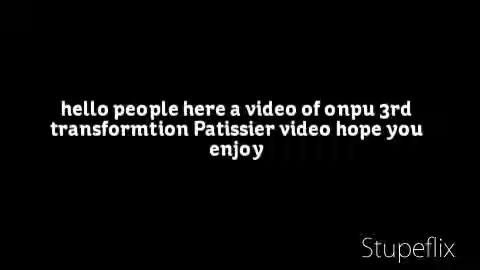 hello people here a video of onpu 3rd
transformtion Patissier video hope you
enjoy
Stupeflix